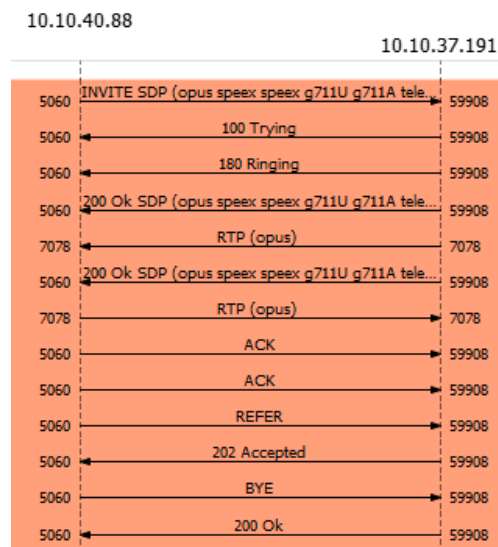 10.10.40.88
10.10.37.191
5060 INVITE SDP (opus speex speex g711U g711A tele... 59908
5060 100 Trying 59908
5060 180 Ringing 59908
5060 200 Ok SDP (opus speex speex g711U g711A tele... 59908
7078 RTP (opus) 7078
5060 200 Ok SDP (opus speex speex g711U g711A tele... 59908
7078 RTP (opus) 7078
5060 ACK 59908
5060 ACK 59908
5060 REFER 59908
5060 202 Accepted 59908
5060 BYE 59908
5060 200 Ok 59908